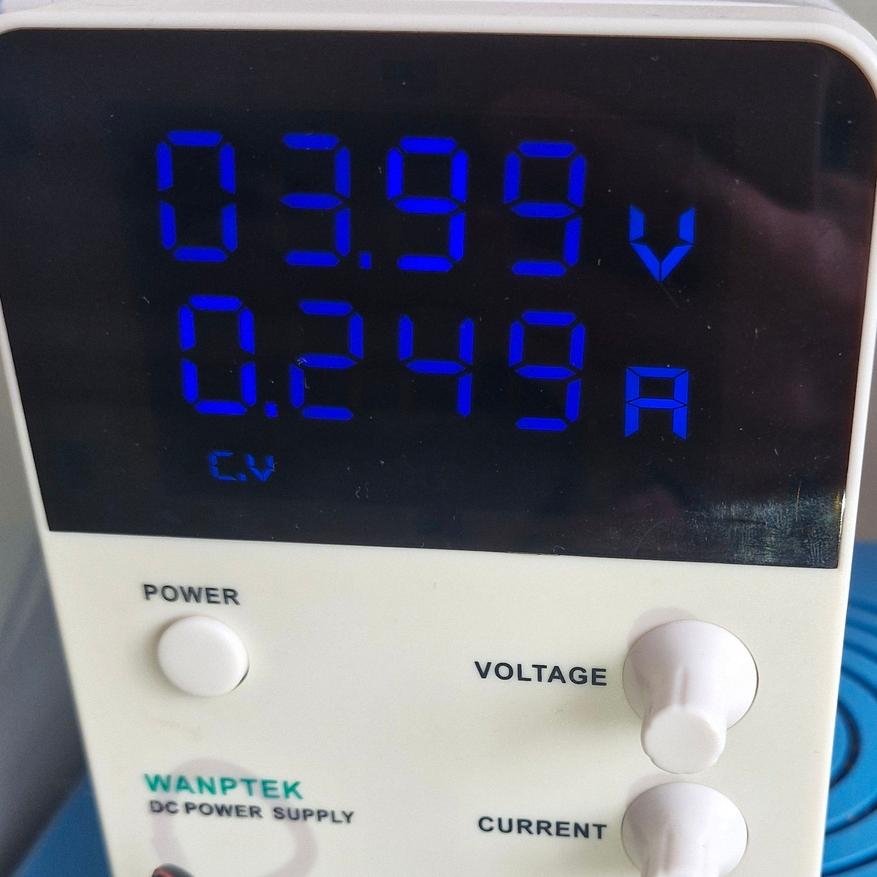 03.99 V
0.249 A
C.V
POWER
VOLTAGE
WANPTEK
DC POWER SUPPLY
CURRENT